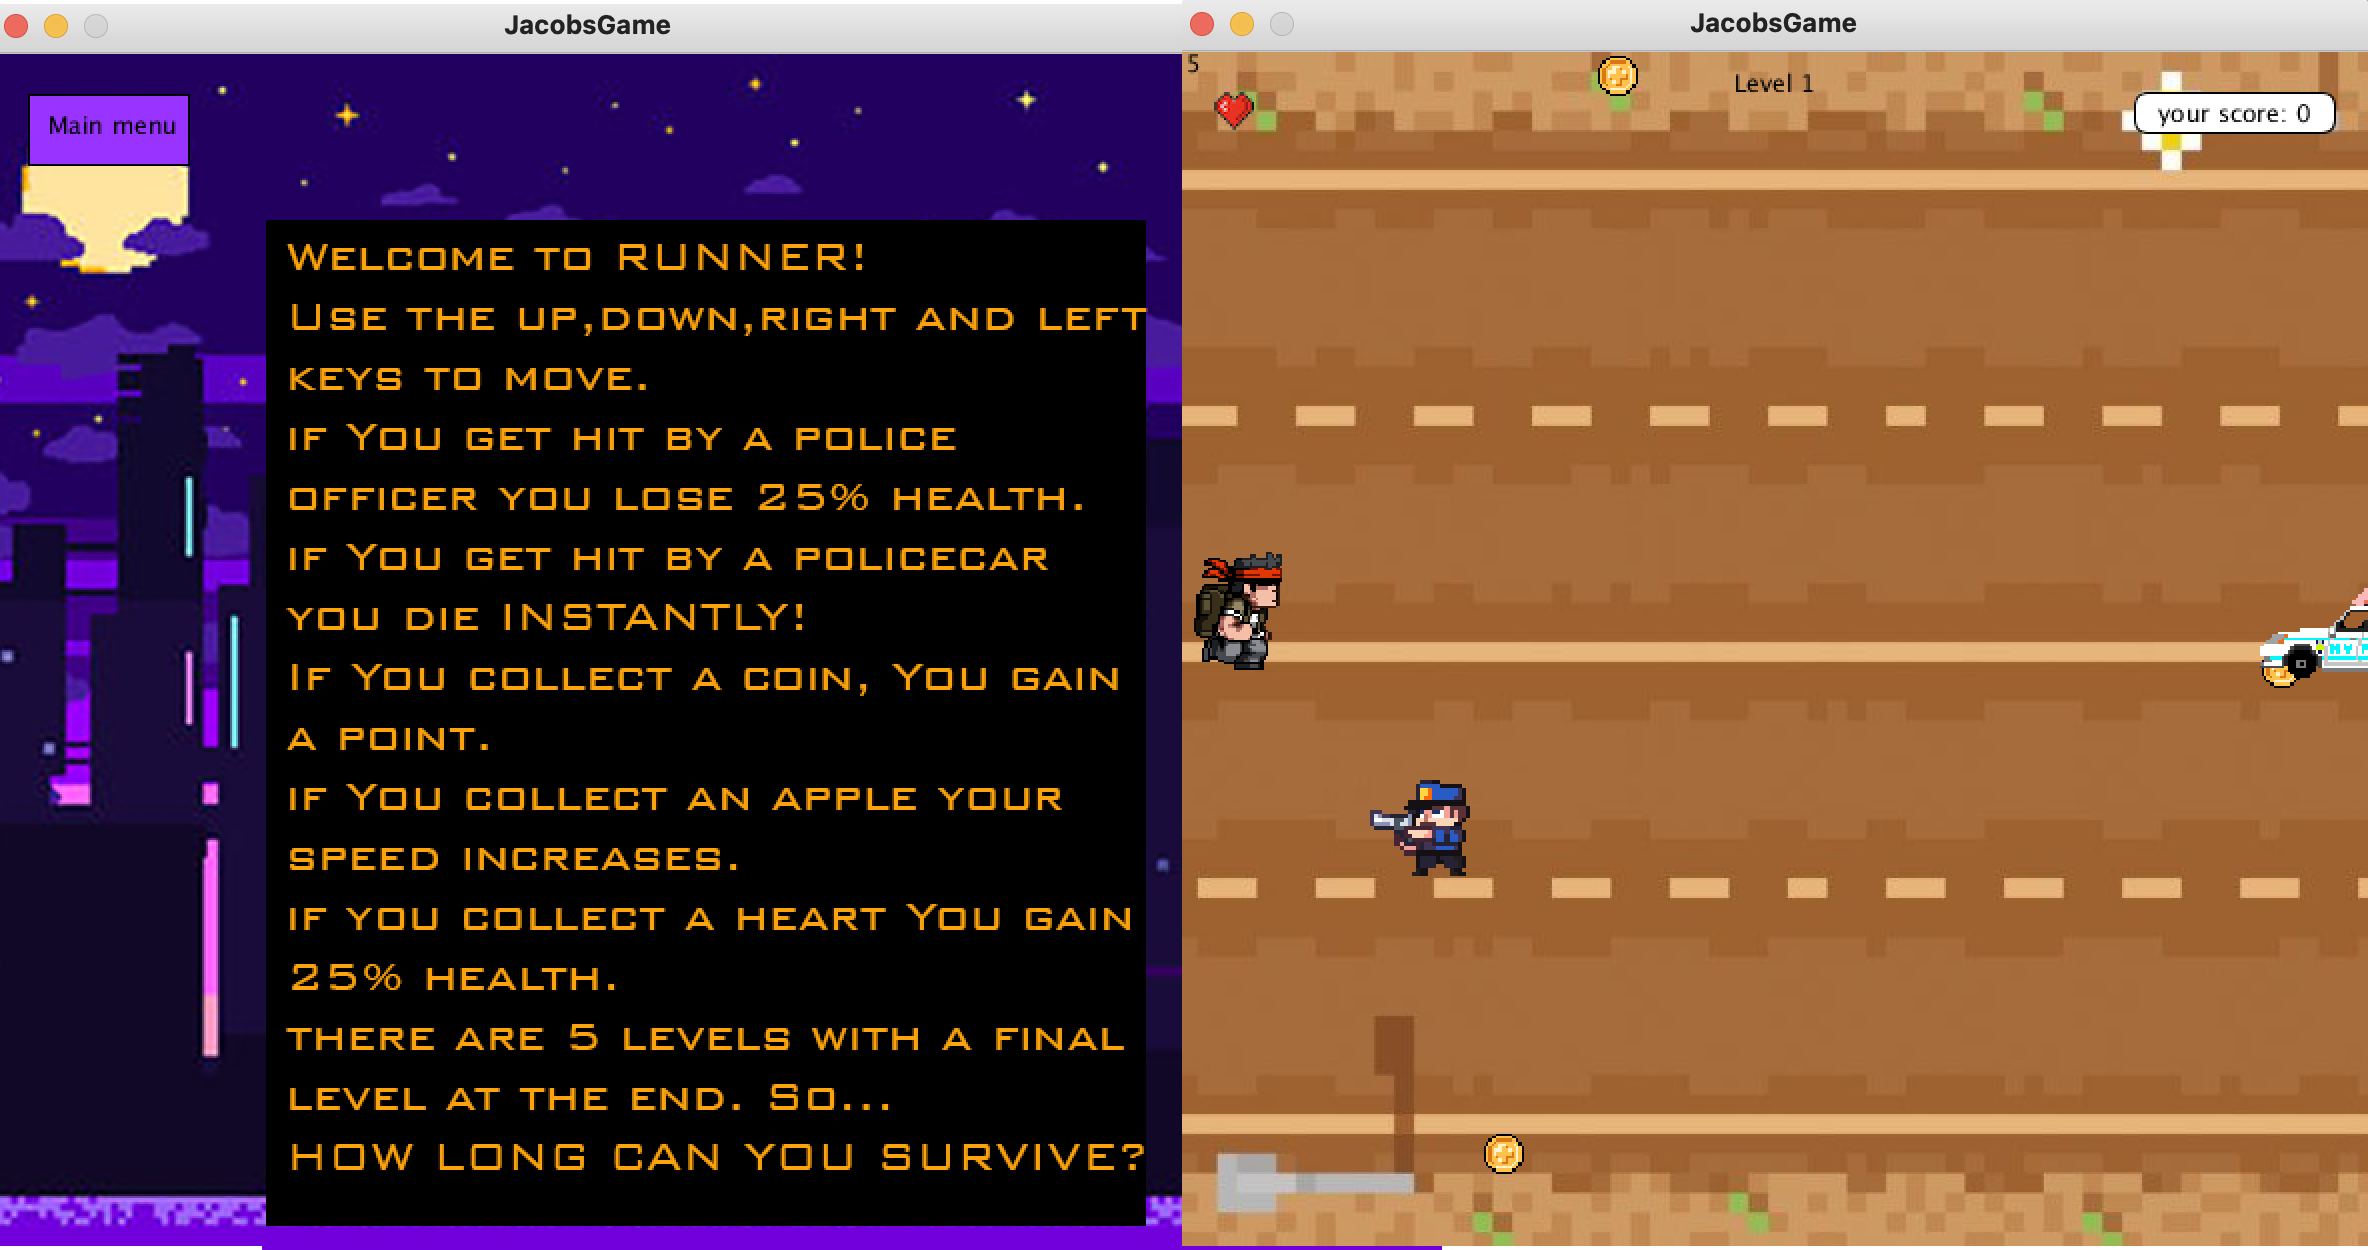 JacobsGame
Main menu
Welcome to RUNNER!
Use the up,down,right and left
keys to move.
if You get hit by a police
officer you lose 25% health.
if You get hit by a policecar
you die INSTANTLY!
If You collect a coin, You gain
a point.
if You collect an apple your
speed increases.
if you collect a heart You gain
25% health.
there are 5 levels with a final
level at the end. So...
HOW LONG CAN YOU SURVIVE?
JacobsGame
5
Level 1
your score: 0